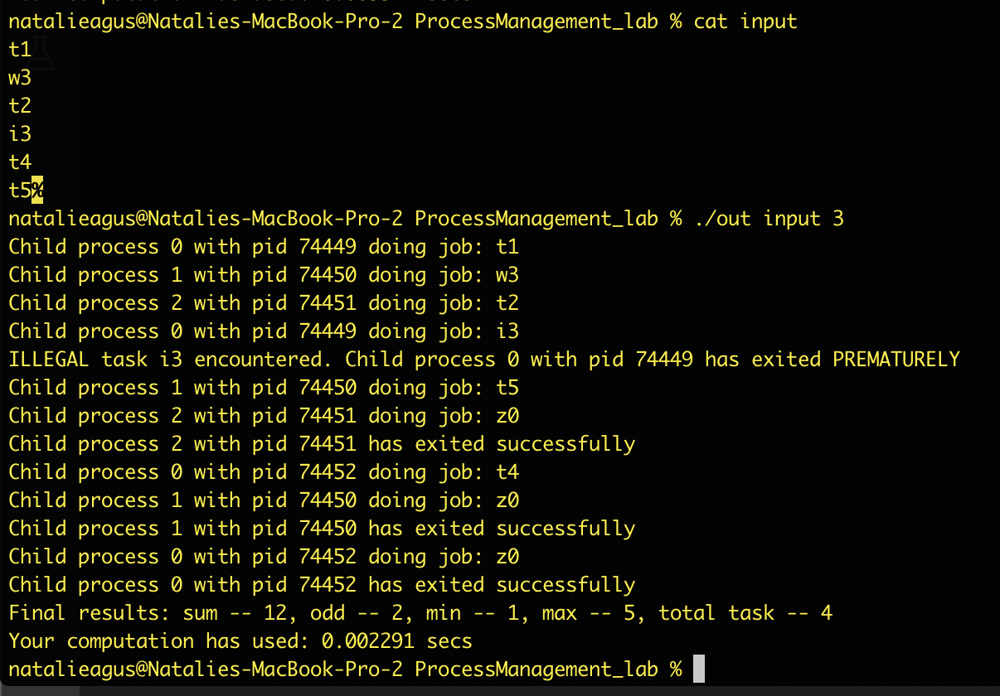 natalieagus@Natalies-MacBook-Pro-2 ProcessManagement_lab % cat input
t1
w3
t2
i3
t4
t5%
natalieagus@Natalies-MacBook-Pro-2 ProcessManagement_lab % ./out input 3
Child process 0 with pid 74449 doing job: t1
Child process 1 with pid 74450 doing job: w3
Child process 2 with pid 74451 doing job: t2
Child process 0 with pid 74449 doing job: i3
ILLEGAL task i3 encountered. Child process 0 with pid 74449 has exited PREMATURELY
Child process 1 with pid 74450 doing job: t5
Child process 2 with pid 74451 doing job: z0
Child process 2 with pid 74451 has exited successfully
Child process 0 with pid 74452 doing job: t4
Child process 1 with pid 74450 doing job: z0
Child process 1 with pid 74450 has exited successfully
Child process 0 with pid 74452 doing job: z0
Child process 0 with pid 74452 has exited successfully
Final results: sum -- 12, odd -- 2, min -- 1, max -- 5, total task -- 4
Your computation has used: 0.002291 secs
natalieagus@Natalies-MacBook-Pro-2 ProcessManagement_lab %